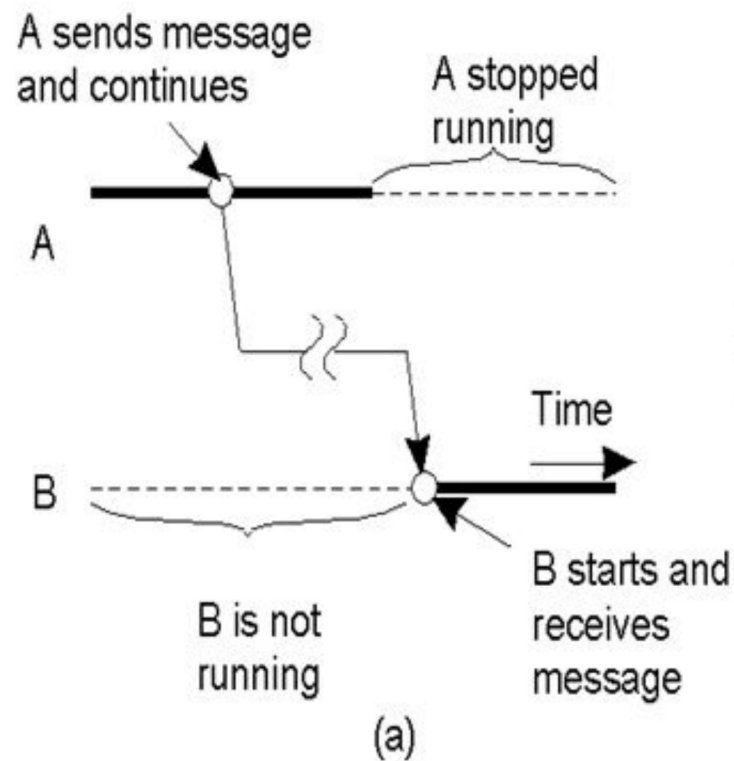 A sends message
and continues
A stopped
running
A
Time
B
B is not
running
B starts and
receives
message
(a)